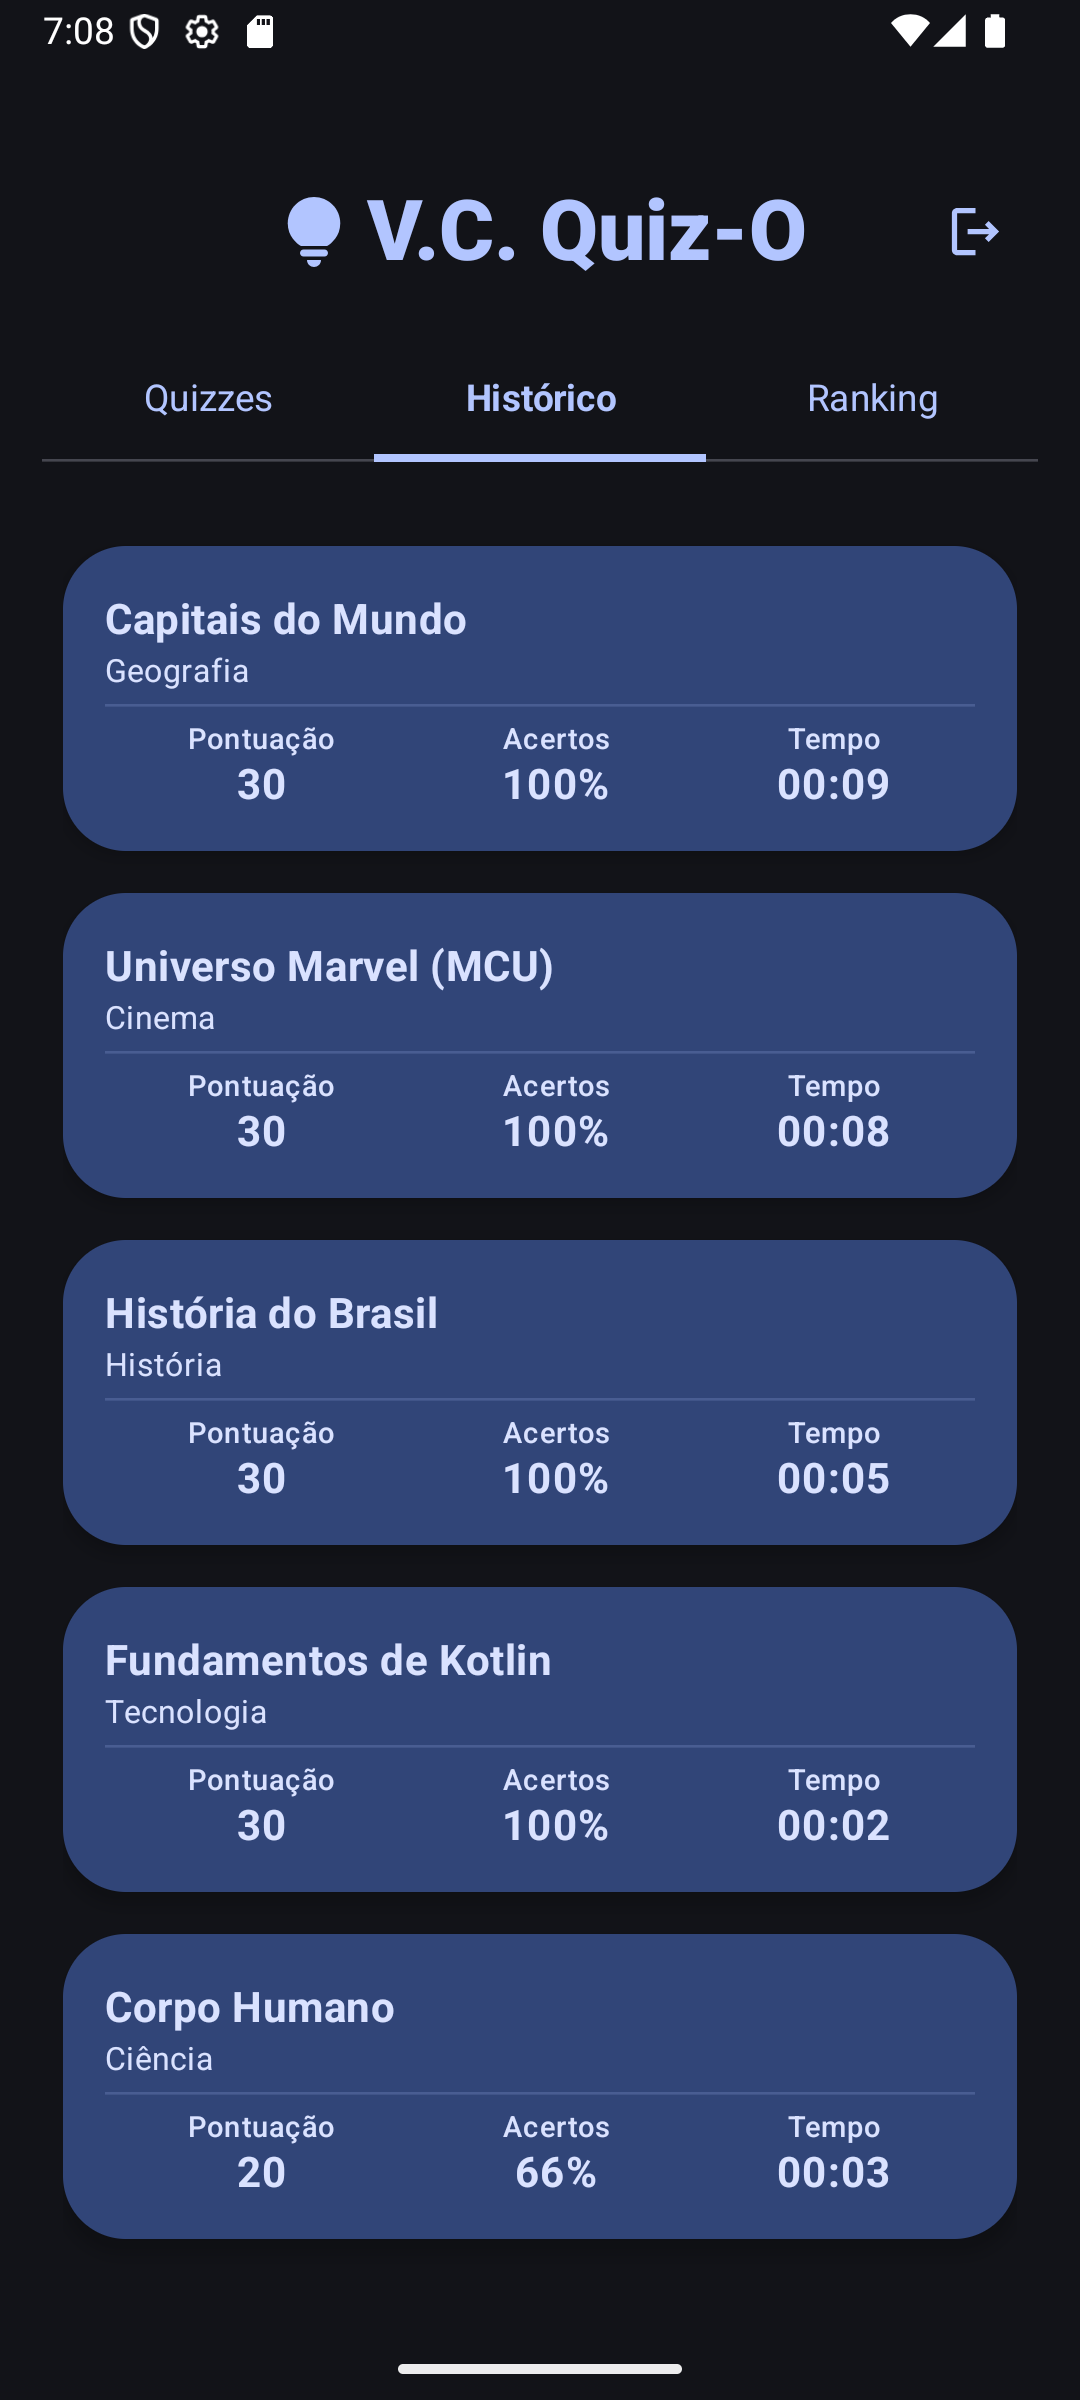 7:08
V.C. Quiz-O
Quizzes Histórico Ranking
Capitais do Mundo
Geografia
Pontuação Acertos Tempo
30 100% 00:09
Universo Marvel (MCU)
Cinema
Pontuação Acertos Tempo
30 100% 00:08
História do Brasil
História
Pontuação Acertos Tempo
30 100% 00:05
Fundamentos de Kotlin
Tecnologia
Pontuação Acertos Tempo
30 100% 00:02
Corpo Humano
Ciência
Pontuação Acertos Tempo
20 66% 00:03